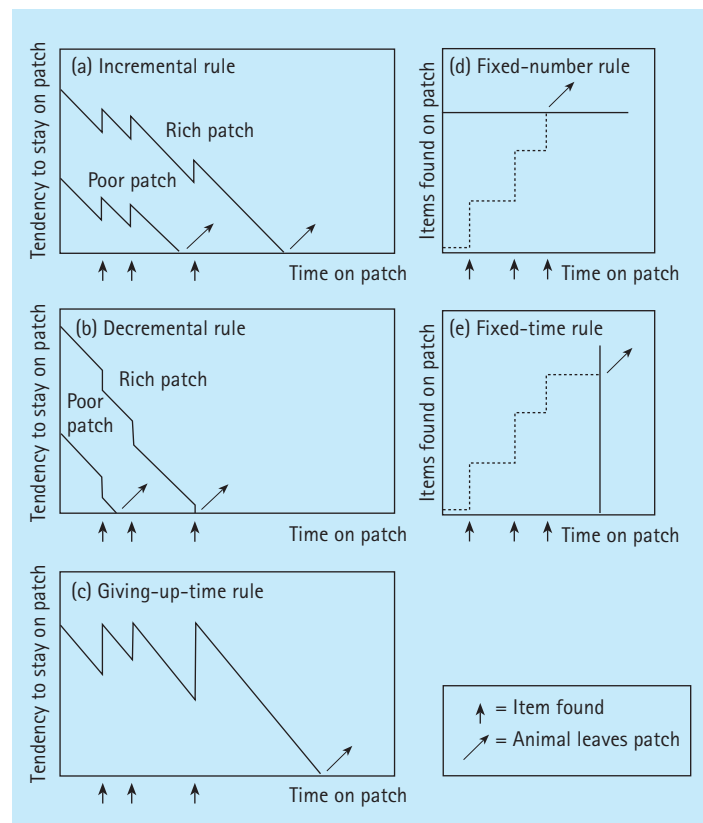 (a) Incremental rule
Tendency to stay on patch
Rich patch
Poor patch
Time on patch
(b) Decremental rule
Tendency to stay on patch
Rich patch
Poor
patch
Time on patch
(c) Giving-up-time rule
Tendency to stay on patch
Time on patch
(d) Fixed-number rule
Items found on patch
Time on patch
(e) Fixed-time rule
Items found on patch
Time on patch
= Item found
= Animal leaves patch